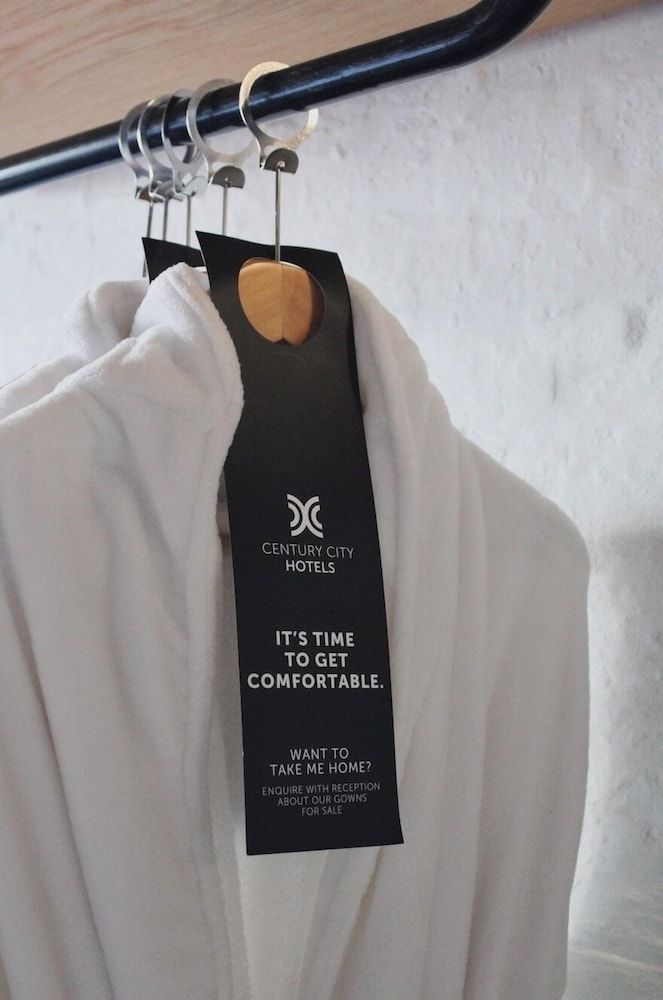 CENTURY CITY
HOTELS
IT'S TIME
TO GET
COMFORTABLE.
WANT TO
TAKE ME HOME?
ENQUIRE WITH RECEPTION
ABOUT OUR GOWNS
FOR SALE